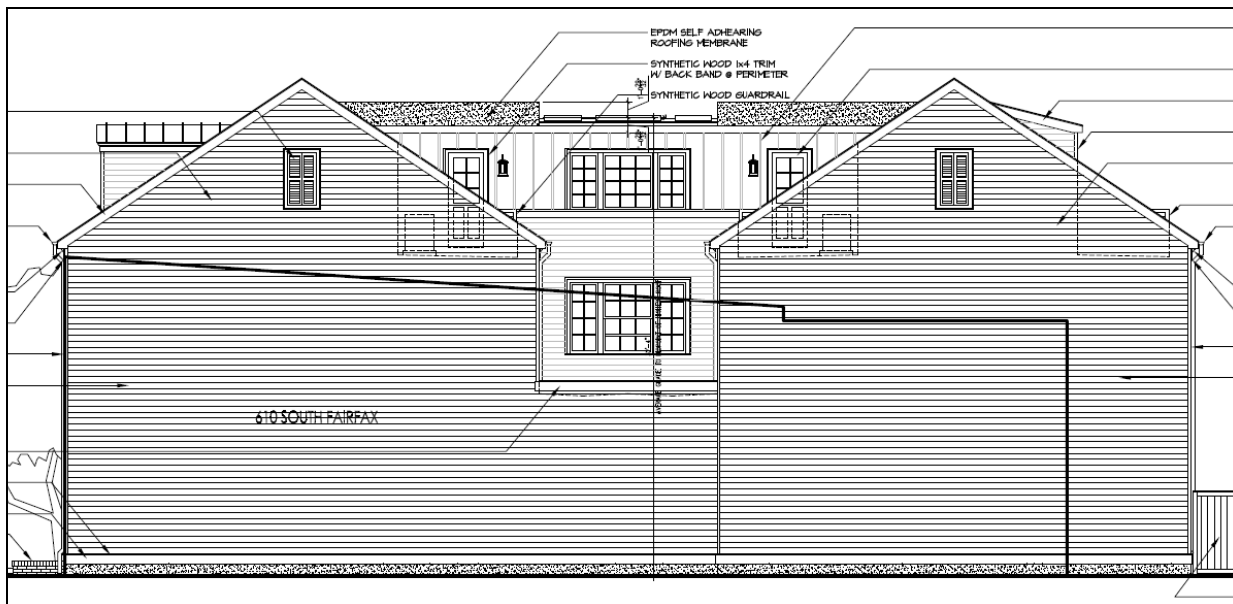 EPDM SELF ADHEARING
ROOFING MEMBRANE
SYNTHETIC WOOD 1x4 TRIM
W/ BACK BAND @ PERIMETER
SYNTHETIC WOOD GUARDRAIL
610 SOUTH FAIRFAX